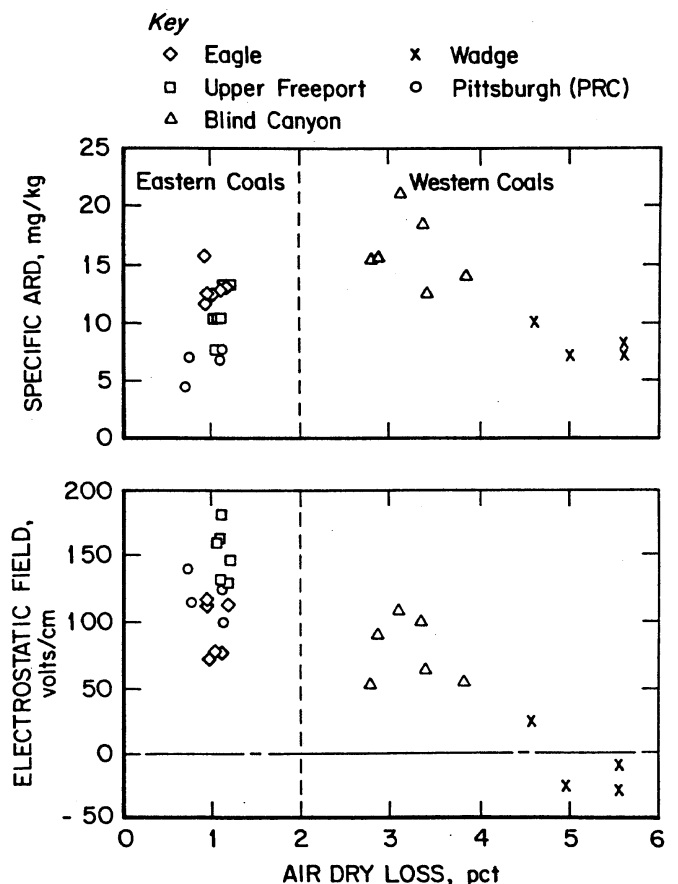 Key
Eagle
Wadge
Upper Freeport
Pittsburgh (PRC)
Blind Canyon
25
20
15
10
5
0
SPECIFIC ARD, mg/kg
Eastern Coals
Western Coals
200
150
100
50
0
-50
ELECTROSTATIC FIELD,
volts/cm
0 1 2 3 4 5 6
AIR DRY LOSS, pct